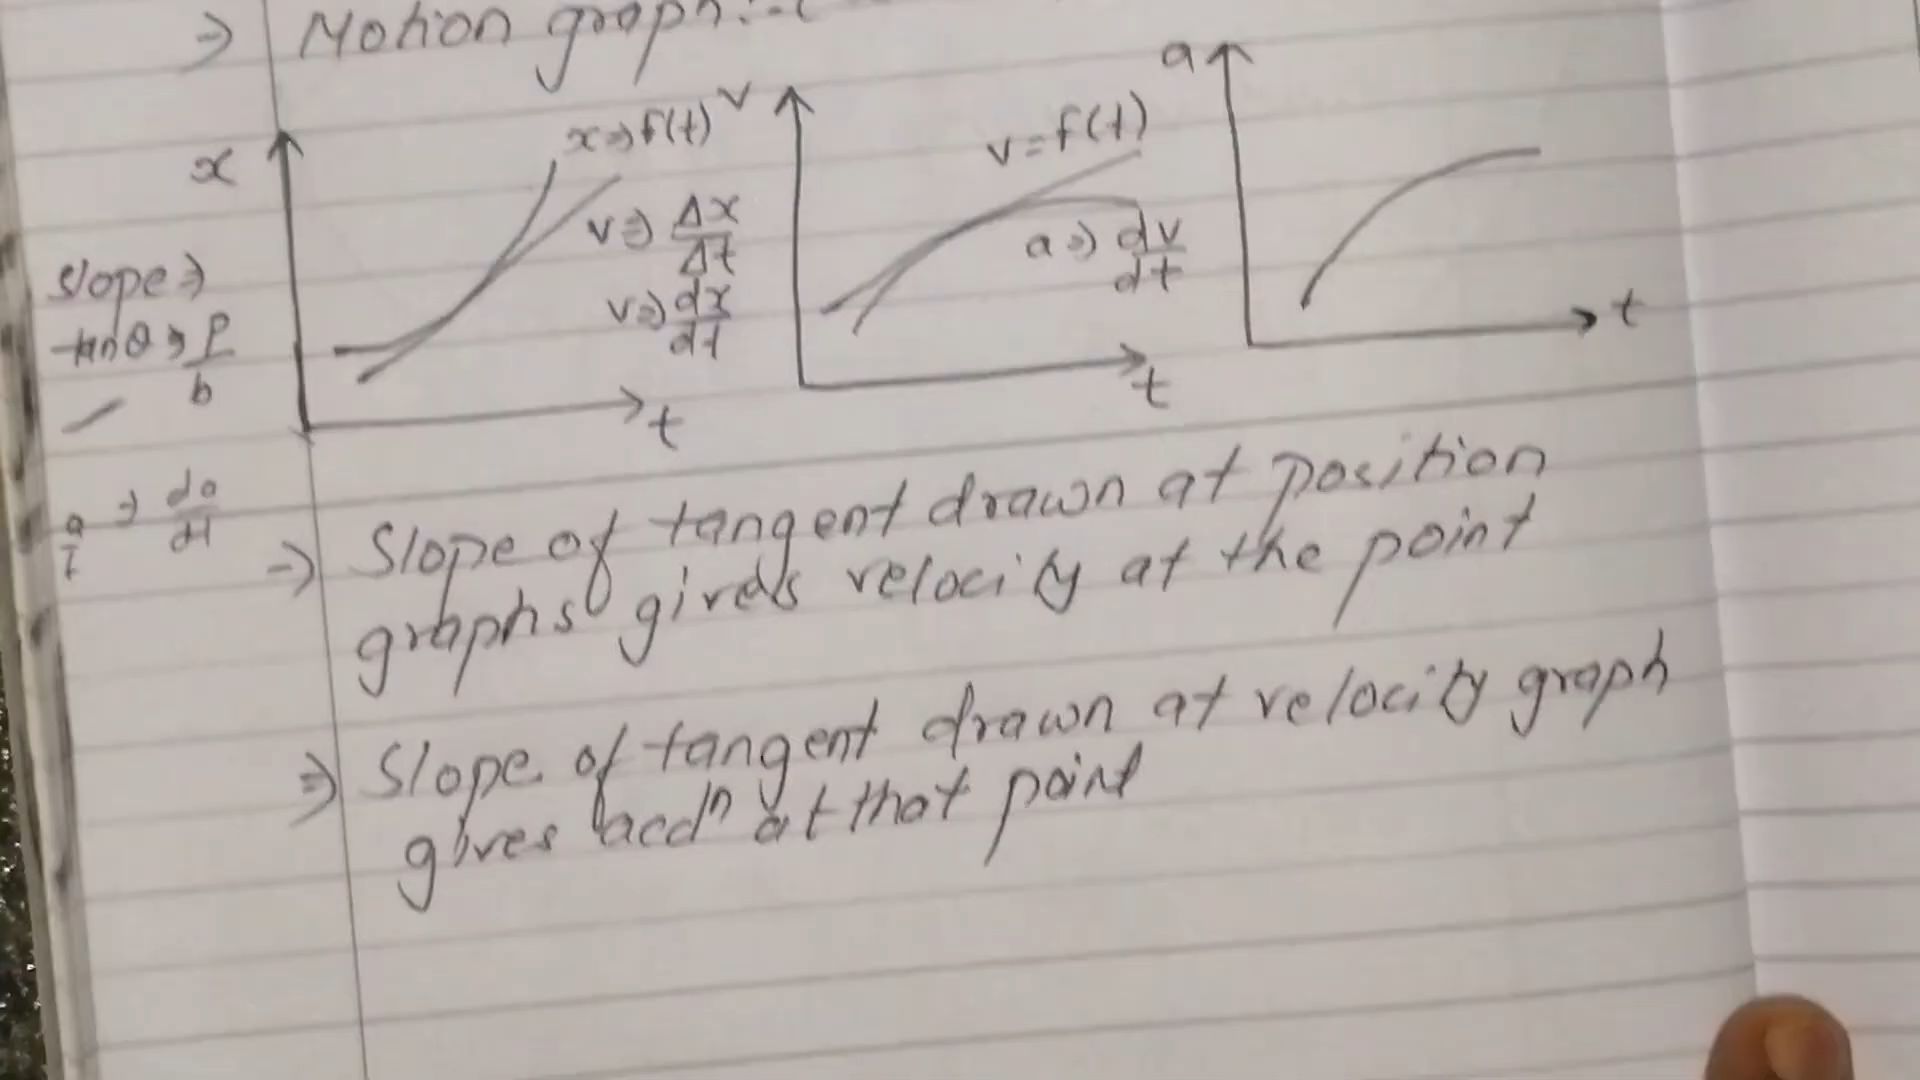 ⇒ Motion graph:-
x
x⇒f(t)
v⇒ Δx/Δt
v⇒ dx/dt
t
v
v=f(t)
a⇒ dv/dt
t
a
t
slope⇒
tanθ⇒ P/b
⇒ Slope of tangent drawn at position
graphs gives velocity at the point
⇒ Slope of tangent drawn at velocity graph
gives accⁿ at that point